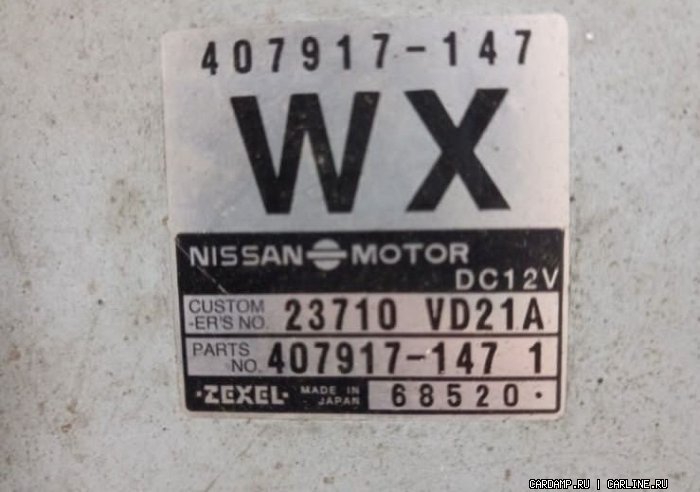 407917-147
WX
NISSAN MOTOR
DC12V
CUSTOM
-ER'S NO. 23710 VD21A
PARTS
NO. 407917-147 1
·ZEXEL· MADE IN
JAPAN 68520·
CARDAMP.RU | CARLINE.RU